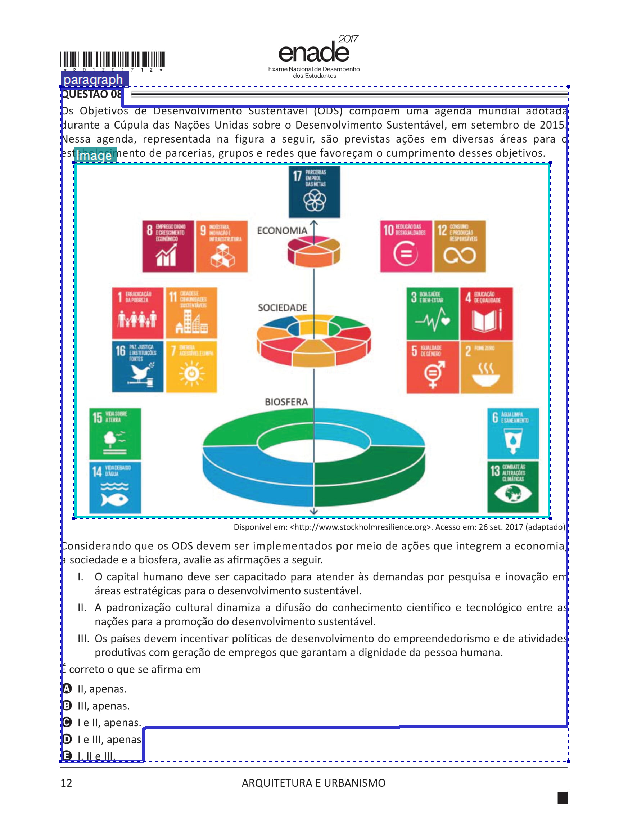 2017
enade
Exame Nacional de Desempenho
dos Estudantes
paragraph
QUESTÃO 08
Os Objetivos de Desenvolvimento Sustentável (ODS) compõem uma agenda mundial adotada
durante a Cúpula das Nações Unidas sobre o Desenvolvimento Sustentável, em setembro de 2015
Nessa agenda, representada na figura a seguir, são previstas ações em diversas áreas para o
Image
mento de parcerias, grupos e redes que favoreçam o cumprimento desses objetivos.
17 PARCERIAS
EM PROL
DAS METAS
8 EMPREGO DIGNO
E CRESCIMENTO
ECONÔMICO
9 INDÚSTRIA,
INOVAÇÃO E
INFRAESTRUTURA
ECONOMIA
10 REDUÇÃO DAS
DESIGUALDADES
12 CONSUMO
E PRODUÇÃO
RESPONSÁVEIS
1 ERRADICAÇÃO
DA POBREZA
11 CIDADES E
COMUNIDADES
SUSTENTÁVEIS
SOCIEDADE
3 BOA SAÚDE
E BEM-ESTAR
4 EDUCAÇÃO
DE QUALIDADE
16 PAZ, JUSTIÇA
E INSTITUIÇÕES
FORTES
7
5 IGUALDADE
DE GÊNERO
2
BIOSFERA
15 VIDA SOBRE
A TERRA
6 ÁGUA LIMPA
E SANEAMENTO
14 VIDA DEBAIXO
D'ÁGUA
13 COMBATE ÀS
ALTERAÇÕES
CLIMÁTICAS
Disponível em: <http://www.stockholmresilience.org>. Acesso em: 26 set. 2017 (adaptado)
Considerando que os ODS devem ser implementados por meio de ações que integrem a economia,
a sociedade e a biosfera, avalie as afirmações a seguir.
I. O capital humano deve ser capacitado para atender às demandas por pesquisa e inovação em
áreas estratégicas para o desenvolvimento sustentável.
II. A padronização cultural dinamiza a difusão do conhecimento científico e tecnológico entre as
nações para a promoção do desenvolvimento sustentável.
III. Os países devem incentivar políticas de desenvolvimento do empreendedorismo e de atividades
produtivas com geração de empregos que garantam a dignidade da pessoa humana.
É correto o que se afirma em
A II, apenas.
B III, apenas.
C I e II, apenas.
D I e III, apenas
E I, II e III.
12 ARQUITETURA E URBANISMO